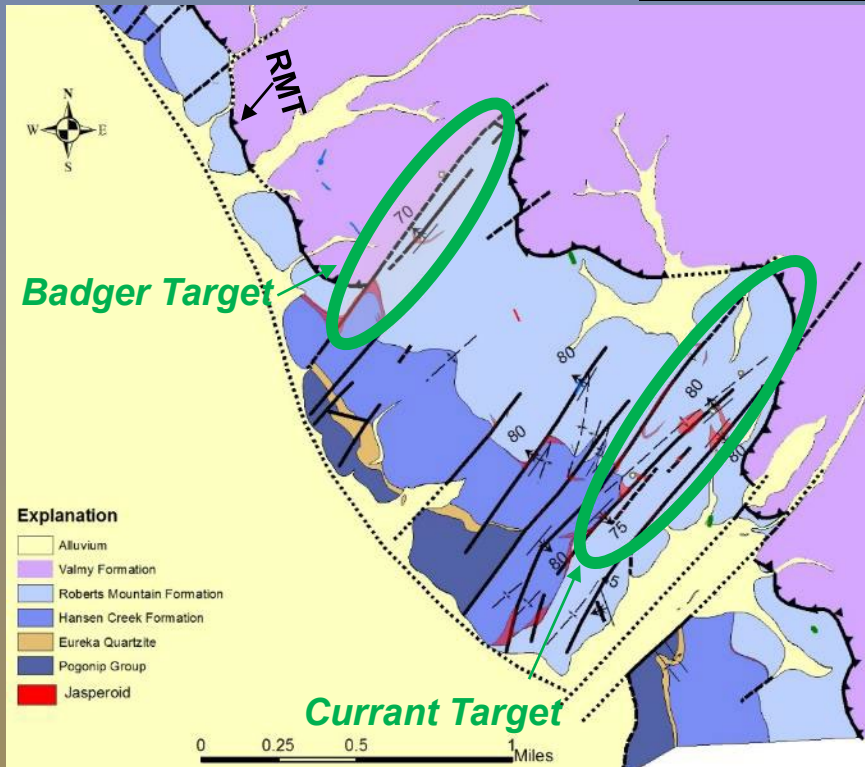 RMT
N
W E
S
70
Badger Target
80
80
80
80
75
80
5
Explanation
Alluvium
Valmy Formation
Roberts Mountain Formation
Hansen Creek Formation
Eureka Quartzite
Pogonip Group
Jasperoid
Currant Target
0 0.25 0.5 1
Miles